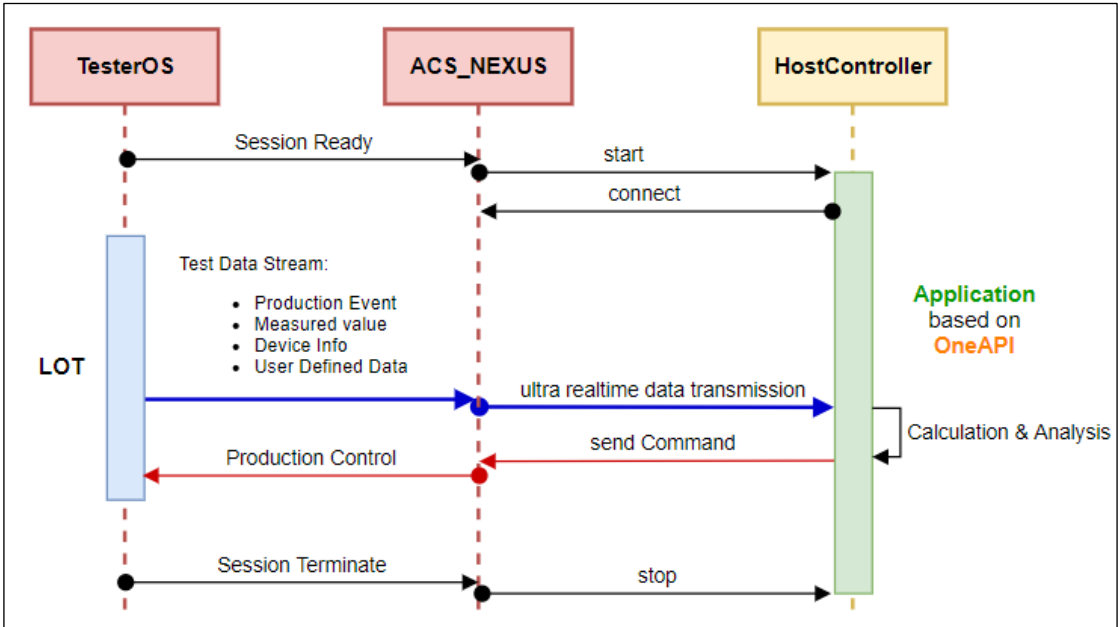 TesterOS
ACS_NEXUS
HostController
Session Ready
start
connect
Test Data Stream:
• Production Event
• Measured value
• Device Info
• User Defined Data
LOT
Application
based on
OneAPI
ultra realtime data transmission
Calculation & Analysis
send Command
Production Control
Session Terminate
stop